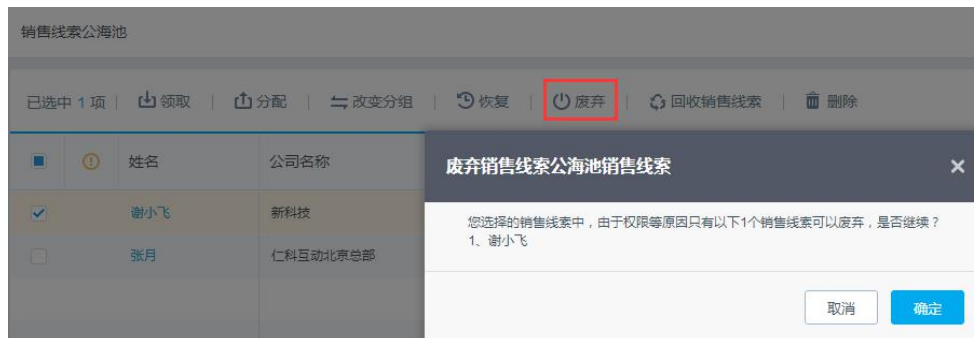 销售线索公海池
已选中 1 项 | 领取 | 分配 | 改变分组 | 恢复 | 废弃 | 回收销售线索 | 删除
姓名 公司名称
谢小飞 新科技
张月 仁科互动北京总部
废弃销售线索公海池销售线索
您选择的销售线索中，由于权限等原因只有以下1个销售线索可以废弃，是否继续？
1、谢小飞
取消 确定